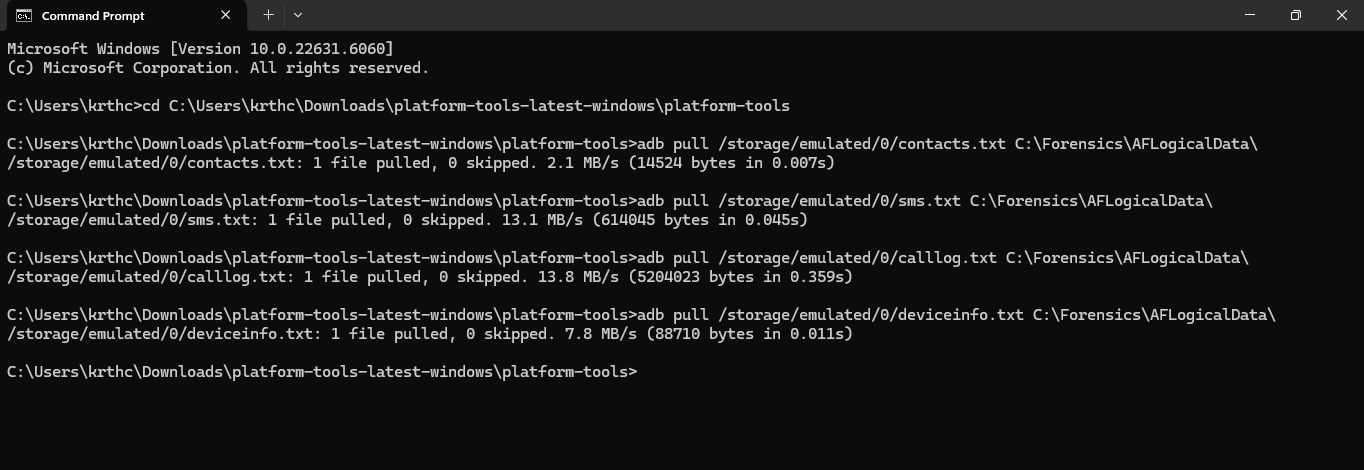 Command Prompt
Microsoft Windows [Version 10.0.22631.6060]
(c) Microsoft Corporation. All rights reserved.
C:\Users\krthc>cd C:\Users\krthc\Downloads\platform-tools-latest-windows\platform-tools
C:\Users\krthc\Downloads\platform-tools-latest-windows\platform-tools>adb pull /storage/emulated/0/contacts.txt C:\Forensics\AFLogicalData\
/storage/emulated/0/contacts.txt: 1 file pulled, 0 skipped. 2.1 MB/s (14524 bytes in 0.007s)
C:\Users\krthc\Downloads\platform-tools-latest-windows\platform-tools>adb pull /storage/emulated/0/sms.txt C:\Forensics\AFLogicalData\
/storage/emulated/0/sms.txt: 1 file pulled, 0 skipped. 13.1 MB/s (614045 bytes in 0.045s)
C:\Users\krthc\Downloads\platform-tools-latest-windows\platform-tools>adb pull /storage/emulated/0/calllog.txt C:\Forensics\AFLogicalData\
/storage/emulated/0/calllog.txt: 1 file pulled, 0 skipped. 13.8 MB/s (5204023 bytes in 0.359s)
C:\Users\krthc\Downloads\platform-tools-latest-windows\platform-tools>adb pull /storage/emulated/0/deviceinfo.txt C:\Forensics\AFLogicalData\
/storage/emulated/0/deviceinfo.txt: 1 file pulled, 0 skipped. 7.8 MB/s (88710 bytes in 0.011s)
C:\Users\krthc\Downloads\platform-tools-latest-windows\platform-tools>